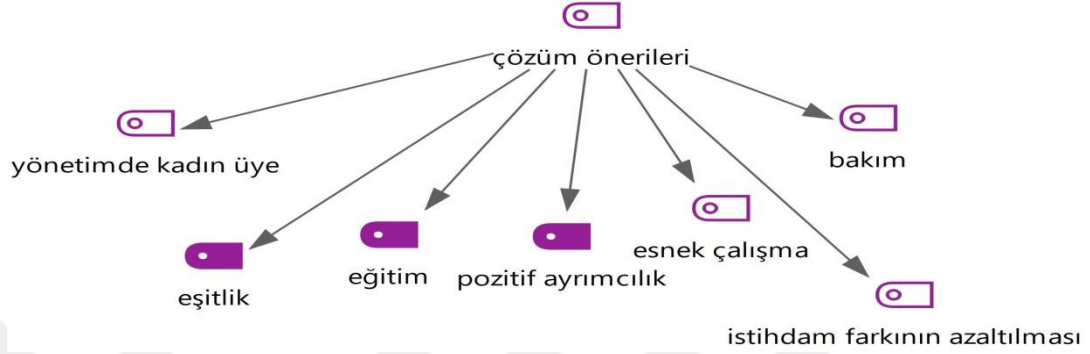 çözüm önerileri
yönetimde kadın üye
bakım
esnek çalışma
eğitim
pozitif ayrımcılık
eşitlik
istihdam farkının azaltılması